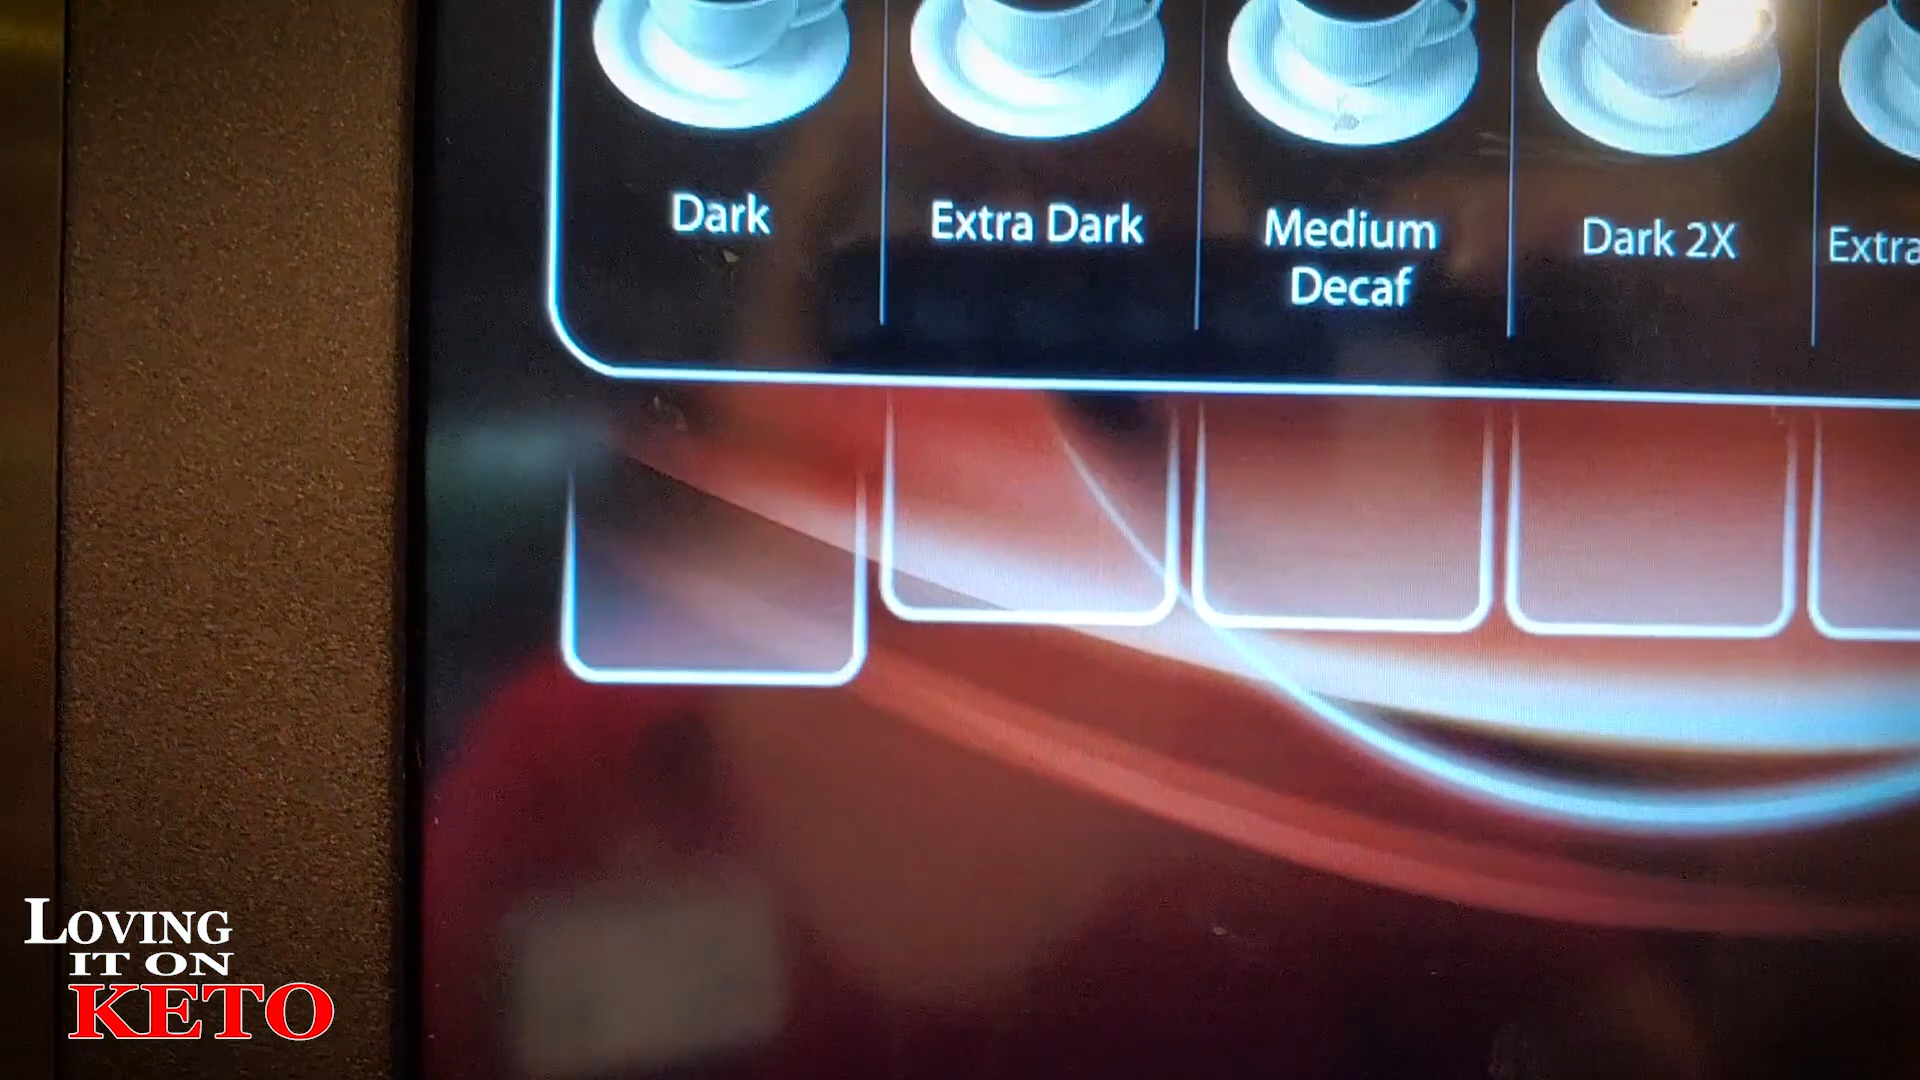 Dark
Extra Dark
Medium
Decaf
Dark 2X
Extra
LOVING
IT ON
KETO